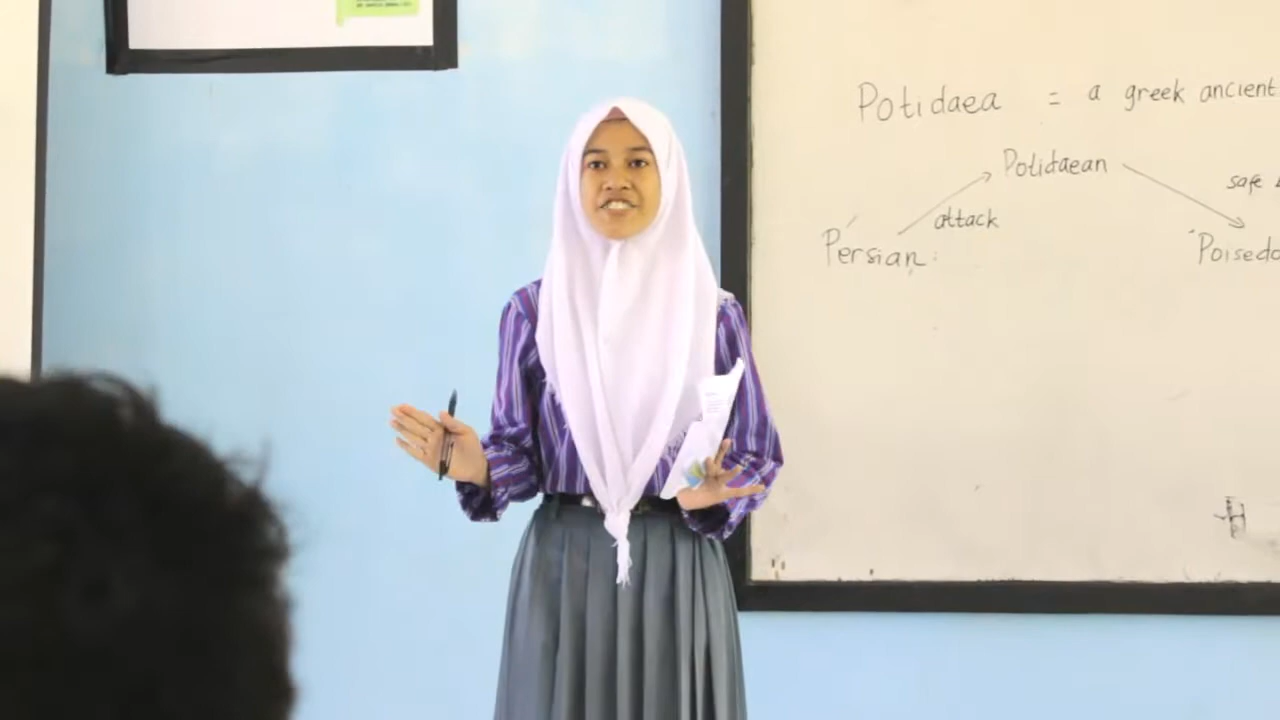 Potidaea = a greek ancient
Potidaean
safe
attack
Persian:
Poisedo